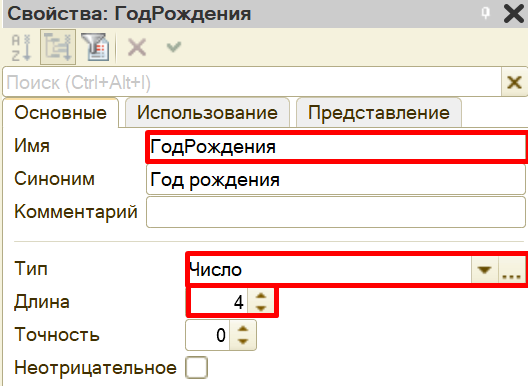 Свойства: ГодРождения
Поиск (Ctrl+Alt+I)
Основные Использование Представление
Имя ГодРождения
Синоним Год рождения
Комментарий
Тип Число ...
Длина 4
Точность 0
Неотрицательное